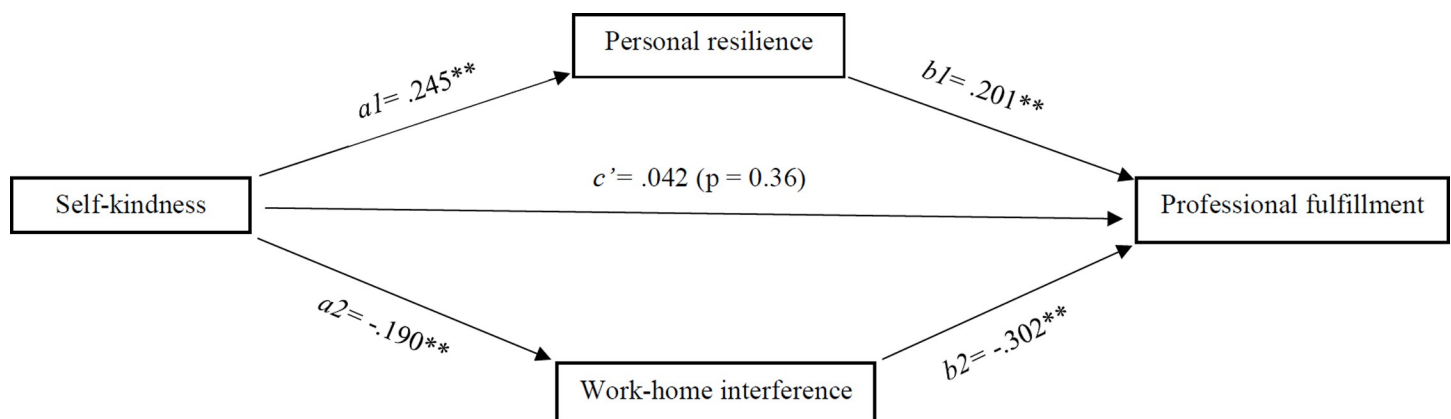 Personal resilience
a1= .245**
b1= .201**
c’= .042 (p = 0.36)
Self-kindness
Professional fulfillment
a2= -.190**
b2= -.302**
Work-home interference